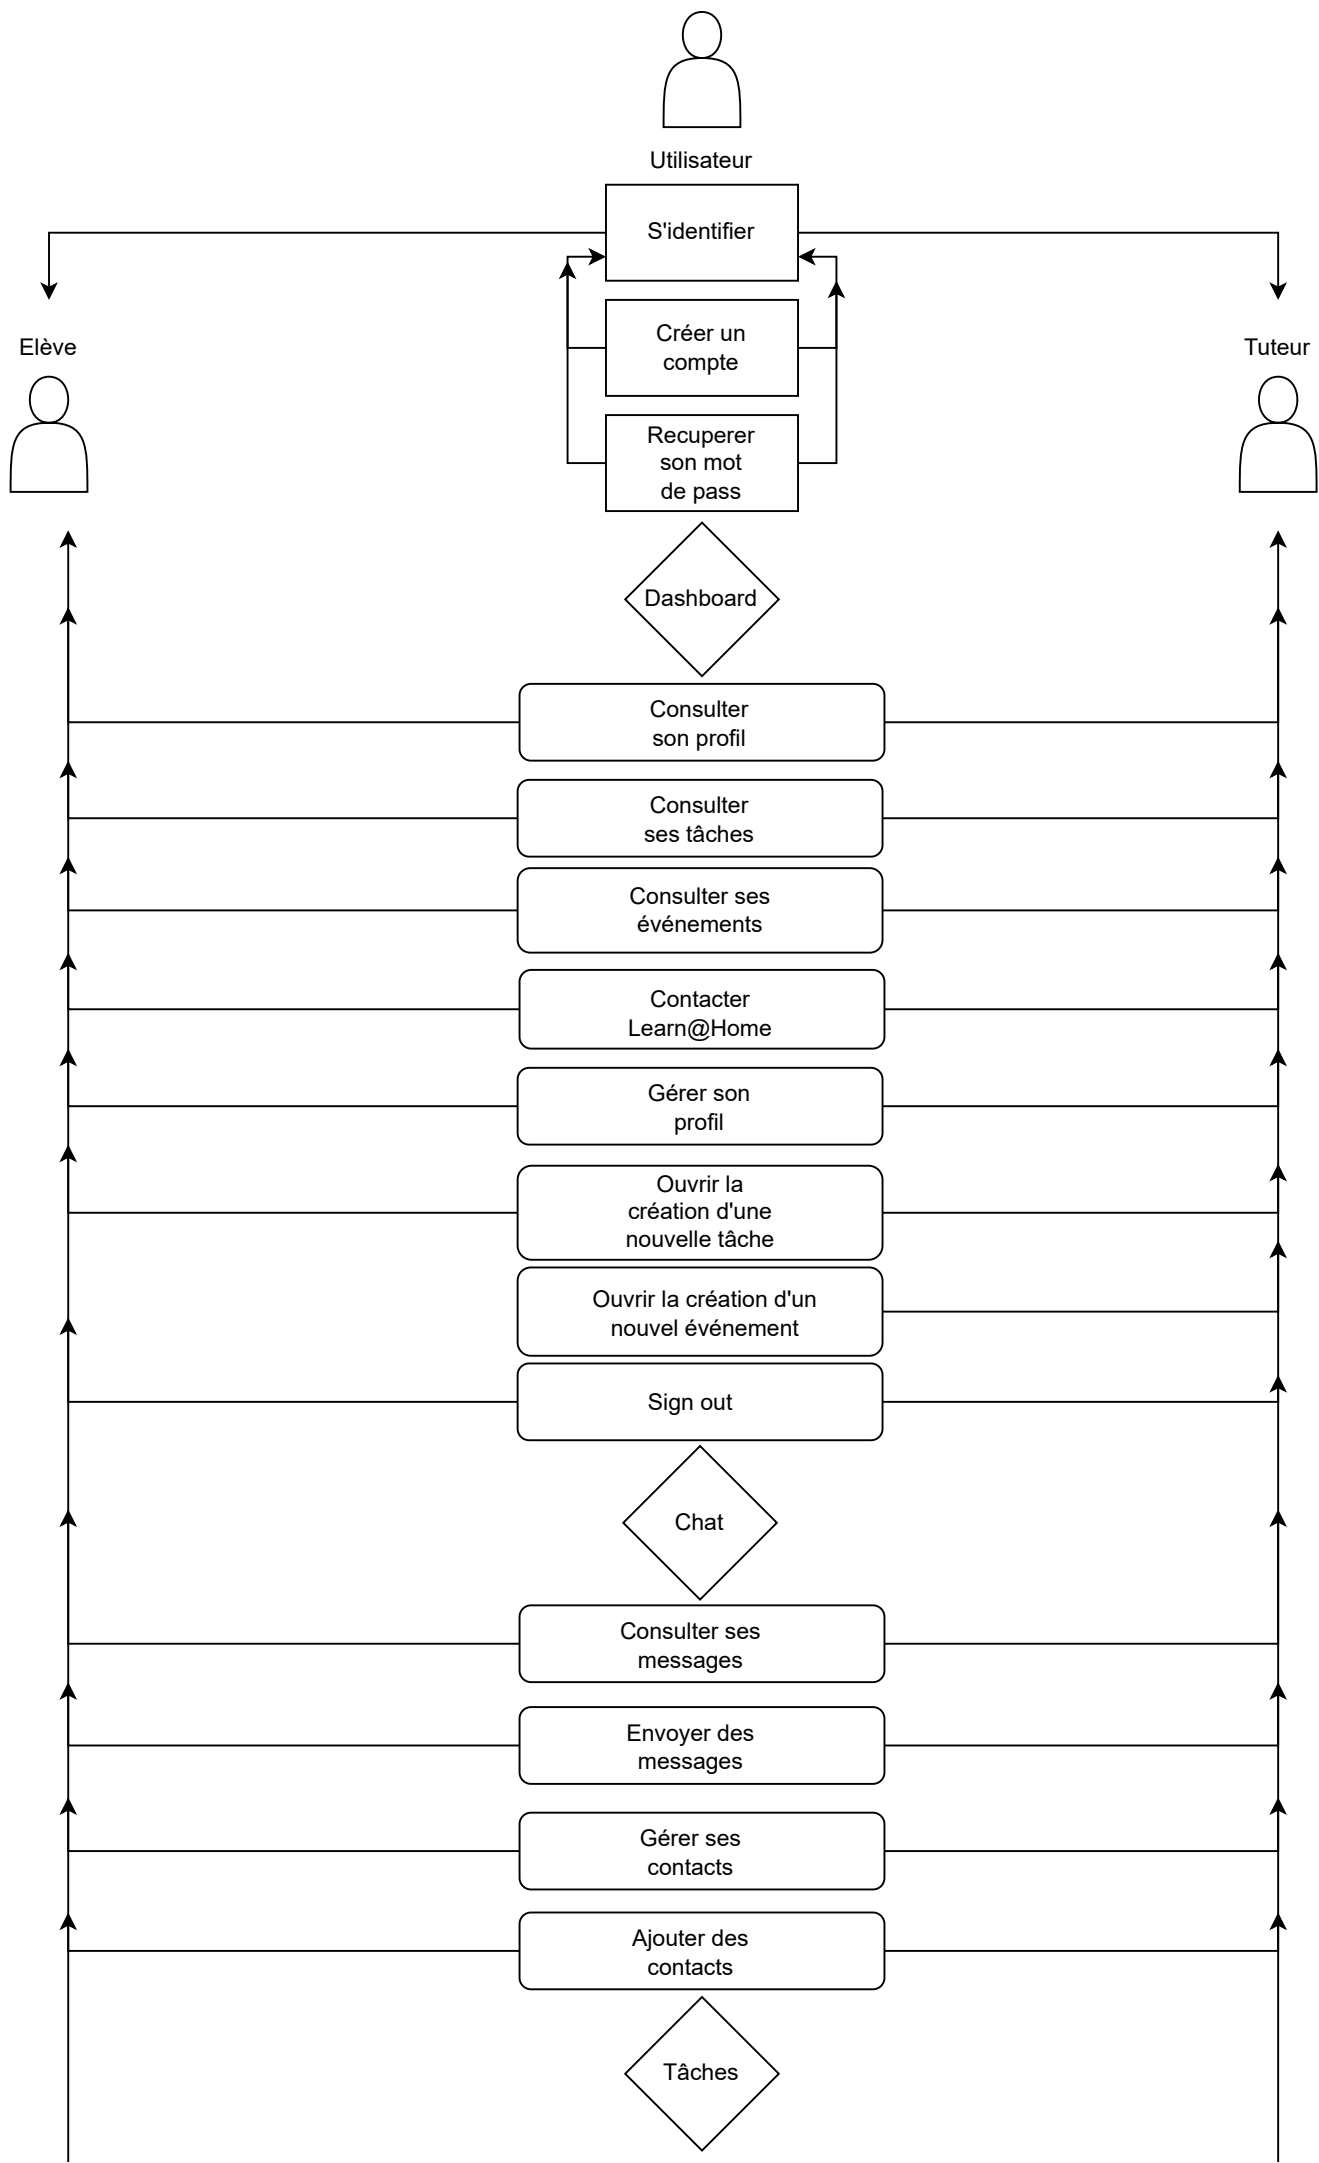 Utilisateur
S'identifier
Elève
Créer un
compte
Tuteur
Recuperer
son mot
de pass
Dashboard
Consulter
son profil
Consulter
ses tâches
Consulter ses
événements
Contacter
Learn@Home
Gérer son
profil
Ouvrir la
création d'une
nouvelle tâche
Ouvrir la création d'un
nouvel événement
Sign out
Chat
Consulter ses
messages
Envoyer des
messages
Gérer ses
contacts
Ajouter des
contacts
Tâches